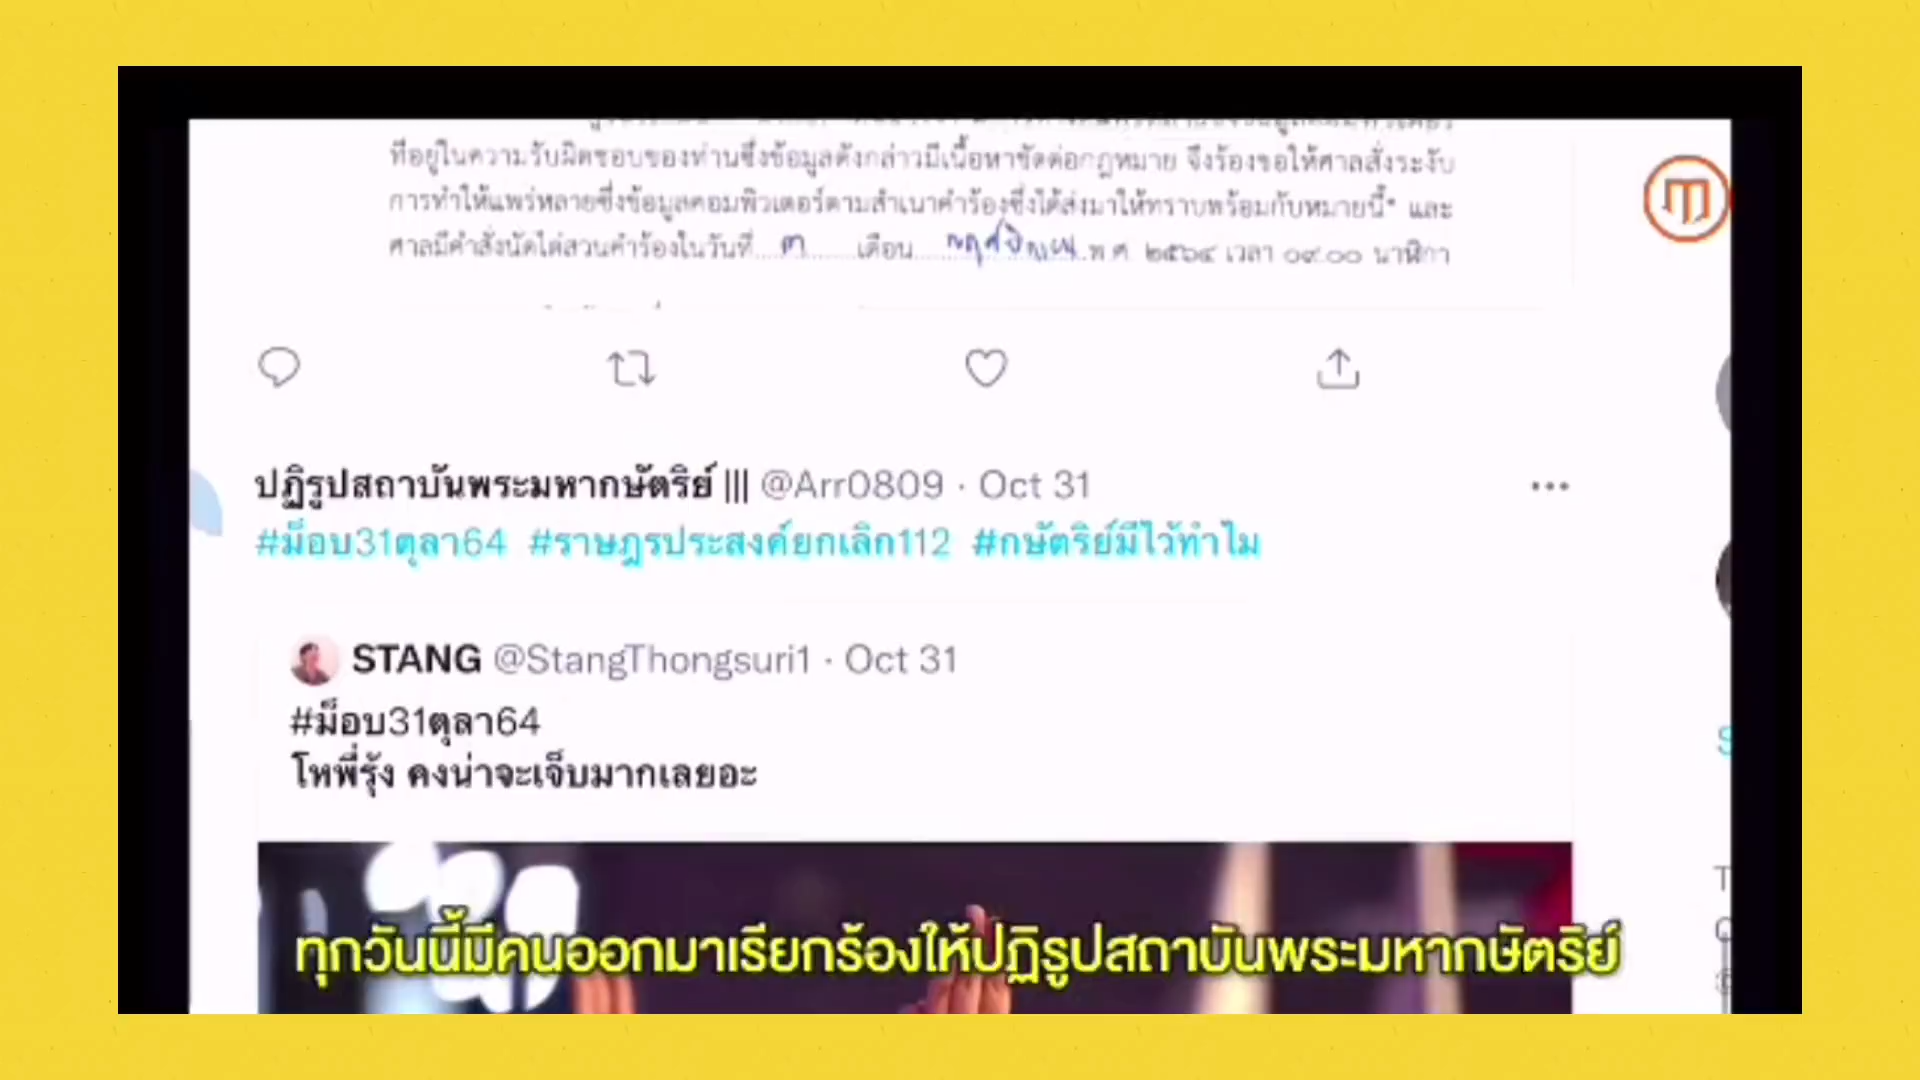 ที่อยู่ในความรับผิดชอบของท่านซึ่งข้อมูลดังกล่าวมีเนื้อหาขัดต่อกฎหมาย จึงร้องขอให้ศาลสั่งระงับ
การทำให้แพร่หลายซึ่งข้อมูลคอมพิวเตอร์ตามสำเนาคำร้องซึ่งได้ส่งมาให้ทราบพร้อมกับหมายนี้" และ
ศาลมีคำสั่งนัดไต่สวนคำร้องในวันที่....๓........เดือน....พฤศจิกายน..พ.ศ. ๒๕๖๔ เวลา ๐๙.๐๐ นาฬิกา
ปฏิรูปสถาบันพระมหากษัตริย์ ||| @Arr0809 · Oct 31
#ม็อบ31ตุลา64 #ราษฎรประสงค์ยกเลิก112 #กษัตริย์มีไว้ทำไม
STANG @StangThongsuri1 · Oct 31
#ม็อบ31ตุลา64
โหพี่รุ้ง คงน่าจะเจ็บมากเลยอะ
ทุกวันนี้มีคนออกมาเรียกร้องให้ปฏิรูปสถาบันพระมหากษัตริย์